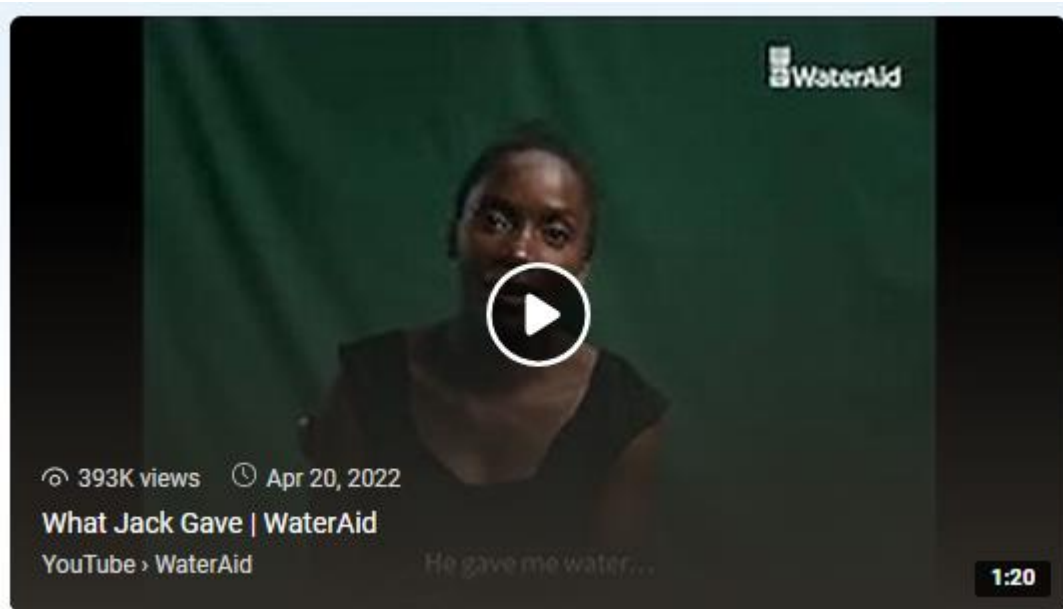 WaterAid
393K views Apr 20, 2022
What Jack Gave | WaterAid
YouTube › WaterAid
He gave me water...
1:20